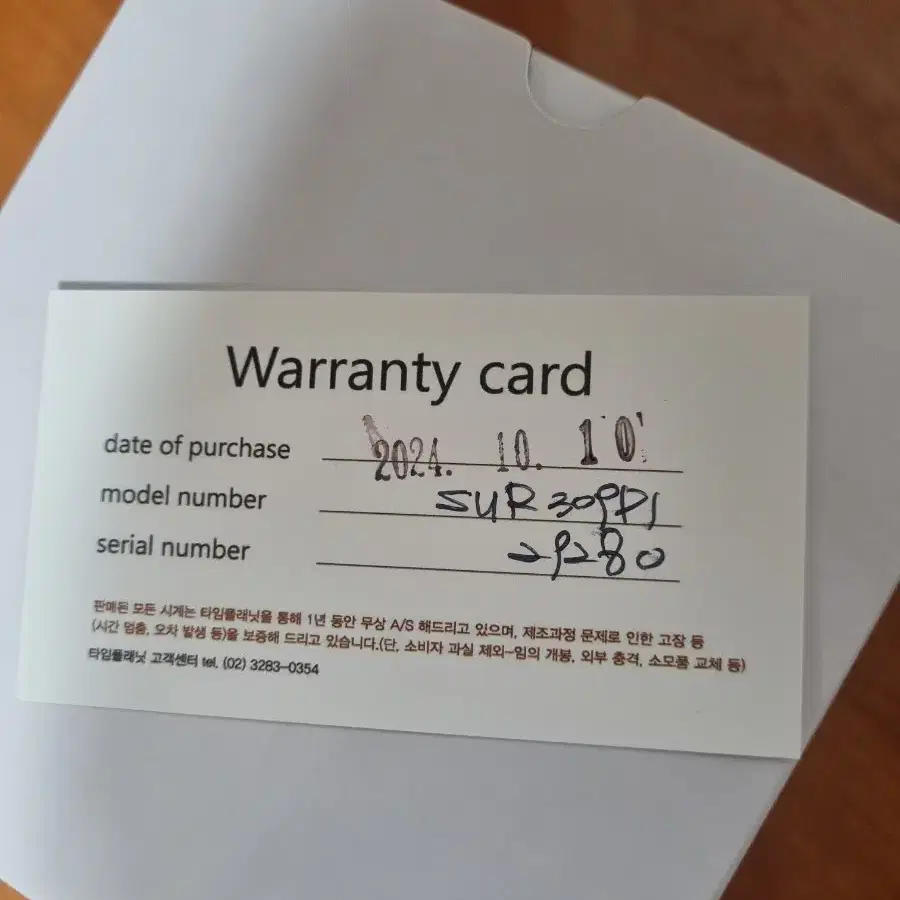 Warranty card
date of purchase 2024. 10. 10
model number SUR309P1
serial number 29280
판매된 모든 시계는 타임플래닛을 통해 1년 동안 무상 A/S 해드리고 있으며, 제조과정 문제로 인한 고장 등
(시간 멈춤, 오차 발생 등)을 보증해 드리고 있습니다.(단, 소비자 과실 제외-임의 개봉, 외부 충격, 소모품 교체 등)
타임플래닛 고객센터 tel. (02) 3283-0354